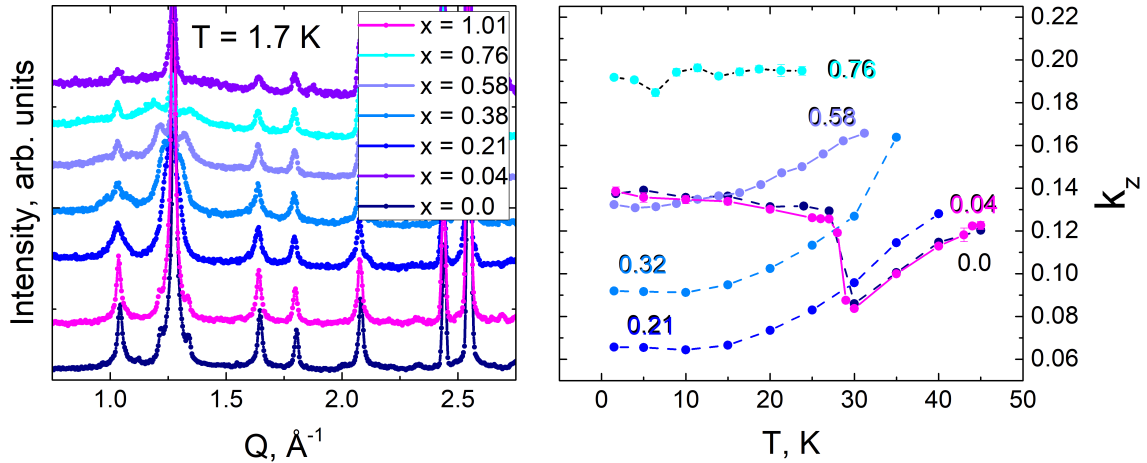 T = 1.7 K
x = 1.01
x = 0.76
x = 0.58
x = 0.38
x = 0.21
x = 0.04
x = 0.0
Intensity, arb. units
1.0 1.5 2.0 2.5
Q, Å-1
0.76
0.58
0.32
0.21
0.04
0.0
0.22
0.20
0.18
0.16
0.14
0.12
0.10
0.08
0.06
kz
0 10 20 30 40 50
T, K